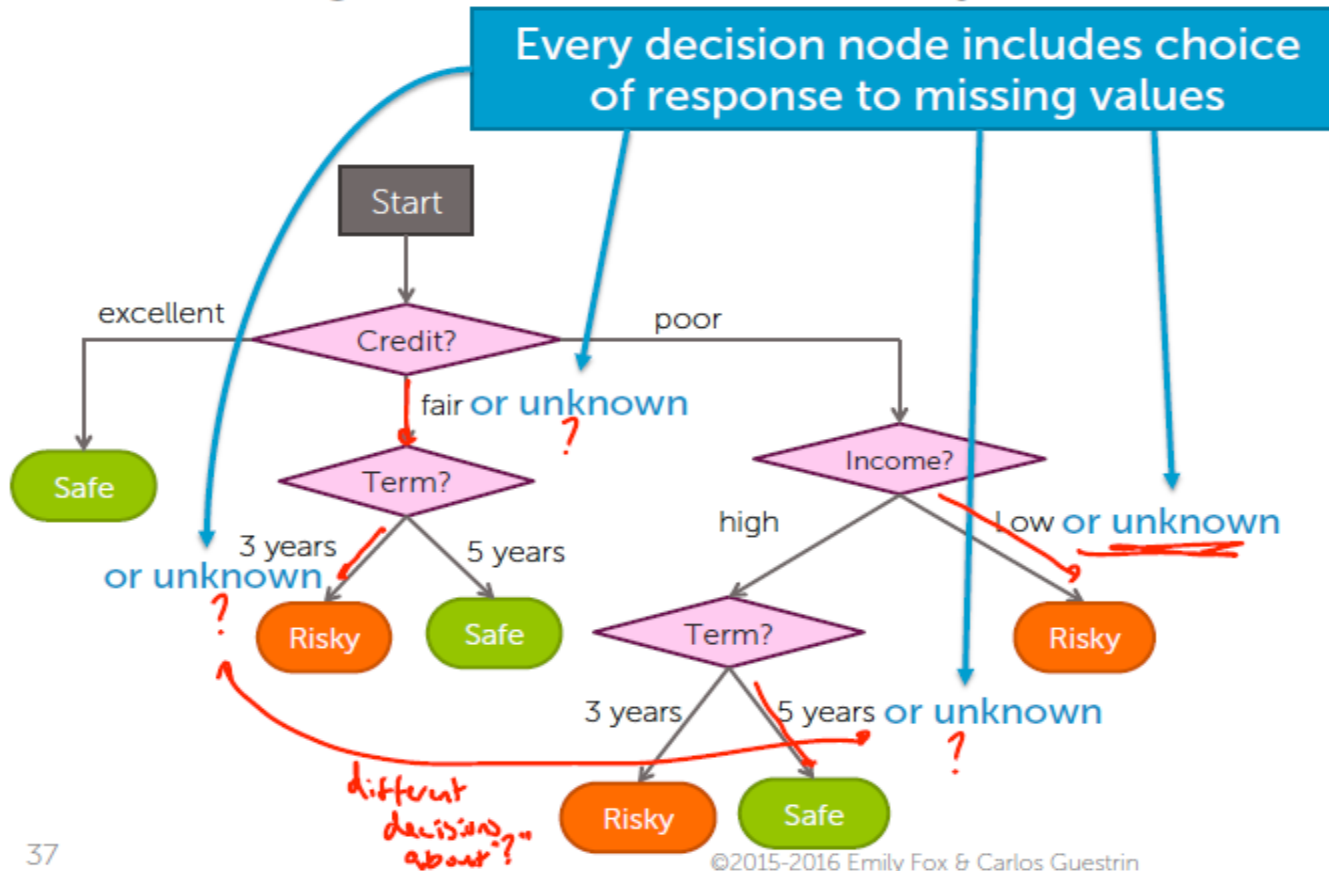 Every decision node includes choice
of response to missing values
Start
excellent
Credit?
poor
fair or unknown
?
Safe
Term?
Income?
high
Low or unknown
3 years
or unknown
?
5 years
Risky
Safe
Term?
Risky
3 years
5 years or unknown
?
different
decisions
about "?"
Risky
Safe
37
©2015-2016 Emily Fox & Carlos Guestrin